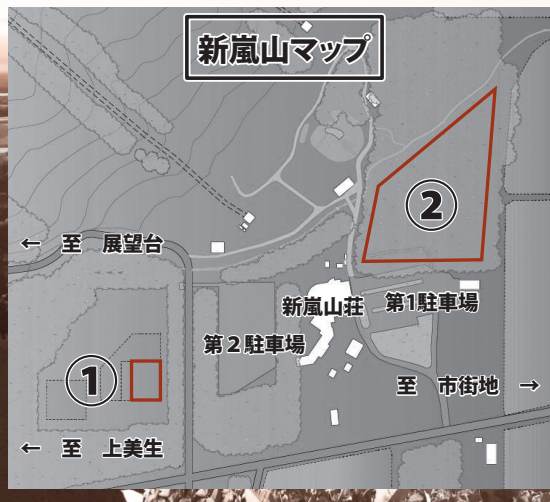 新嵐山マップ
②
← 至 展望台
新嵐山荘
第1駐車場
第2駐車場
①
至 市街地 →
← 至 上美生